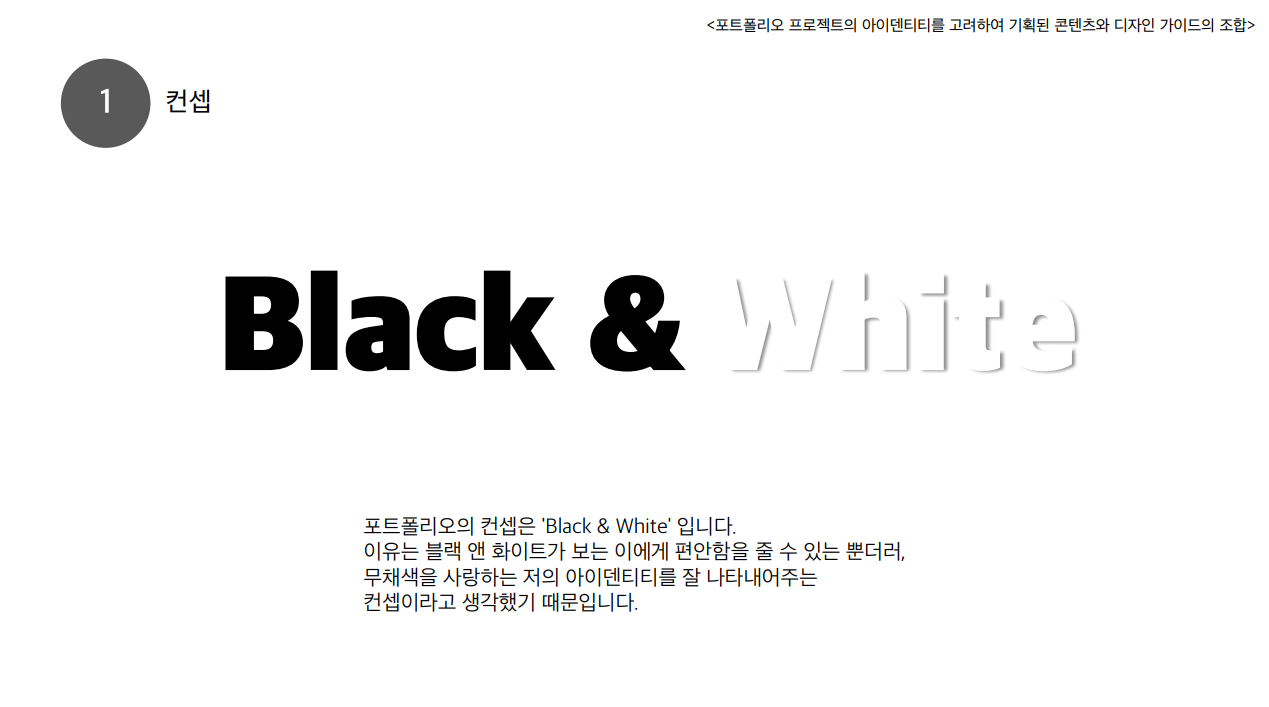 <포트폴리오 프로젝트의 아이덴티티를 고려하여 기획된 콘텐츠와 디자인 가이드의 조합>
1 컨셉
Black & White
포트폴리오의 컨셉은 'Black & White' 입니다.
이유는 블랙 앤 화이트가 보는 이에게 편안함을 줄 수 있는 뿐더러,
무채색을 사랑하는 저의 아이덴티티를 잘 나타내어주는
컨셉이라고 생각했기 때문입니다.